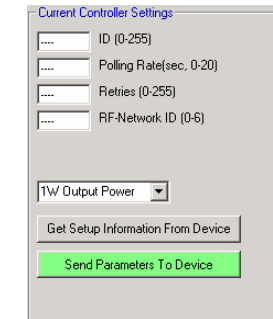 Current Controller Settings
---- ID (0-255)
---- Polling Rate(sec, 0-20)
---- Retries (0-255)
---- RF-Network ID (0-6)
1W Output Power
Get Setup Information From Device
Send Parameters To Device